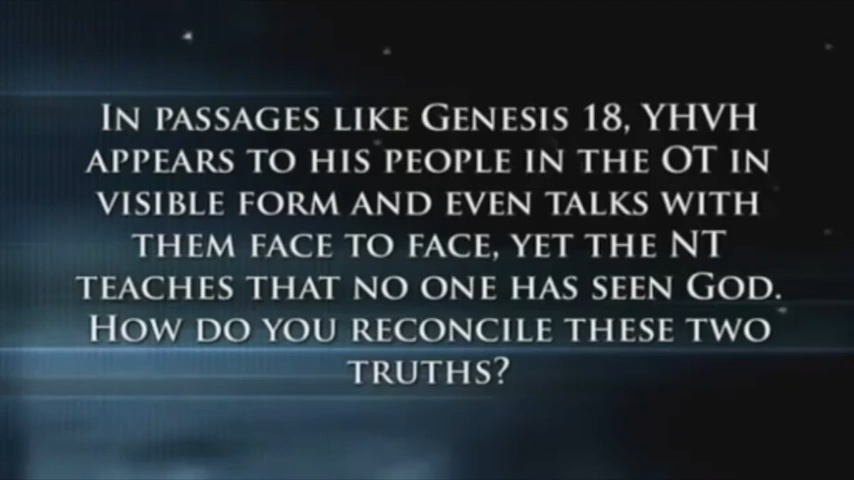 In passages like Genesis 18, YHVH
appears to his people in the OT in
visible form and even talks with
them face to face, yet the NT
teaches that no one has seen God.
How do you reconcile these two
truths?